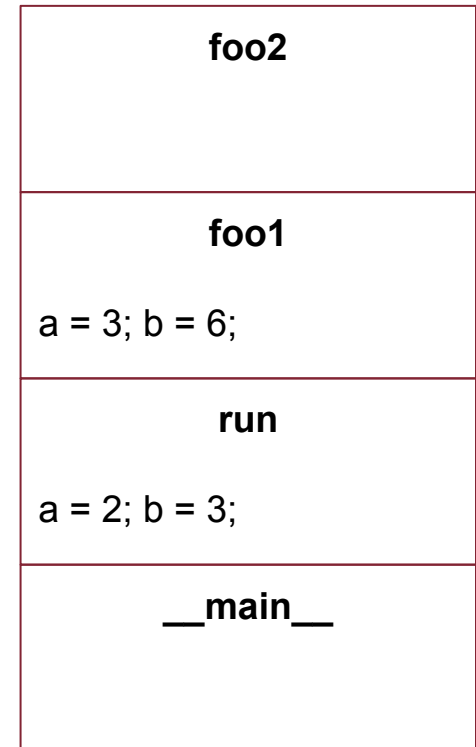 foo2
foo1
a = 3; b = 6;
run
a = 2; b = 3;
__main__